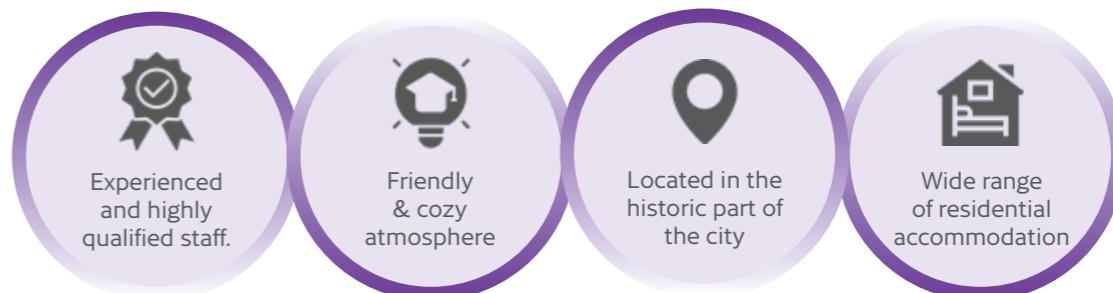 Experienced
and highly
qualified staff.
Friendly
& cozy
atmosphere
Located in the
historic part of
the city
Wide range
of residential
accommodation